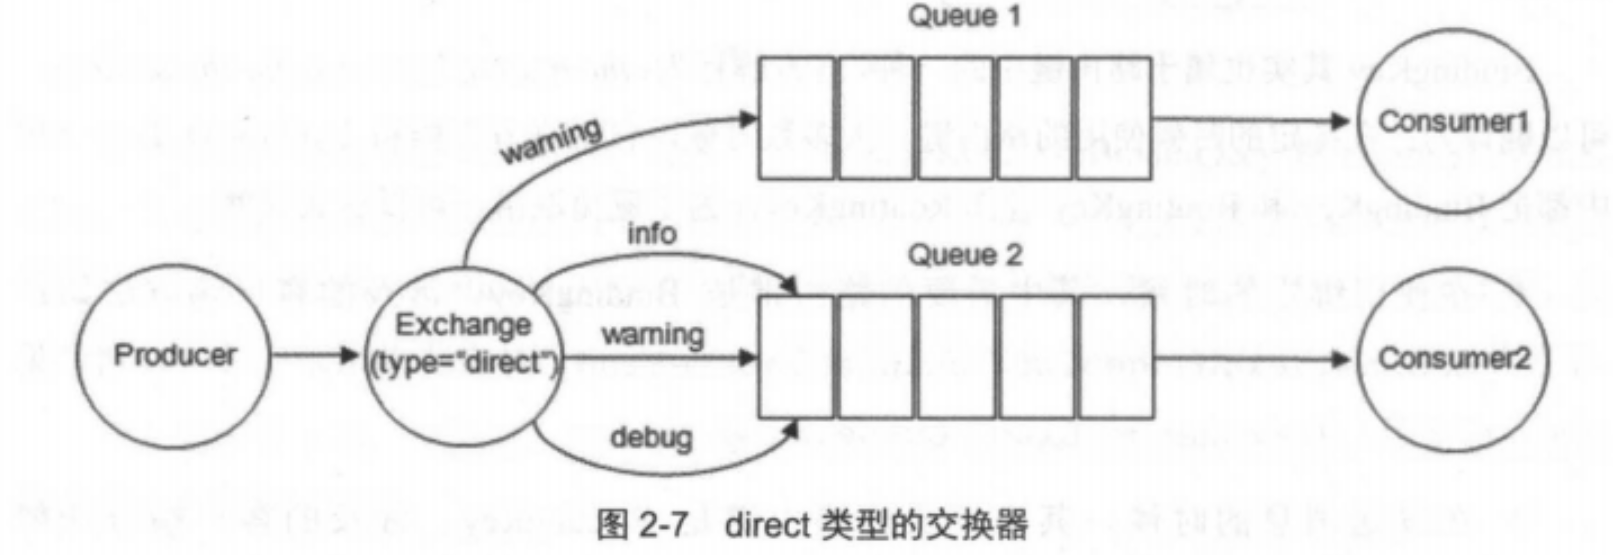 Queue 1
warning
Consumer1
info
Queue 2
Producer
Exchange
(type="direct")
warning
Consumer2
debug
图 2-7 direct 类型的交换器